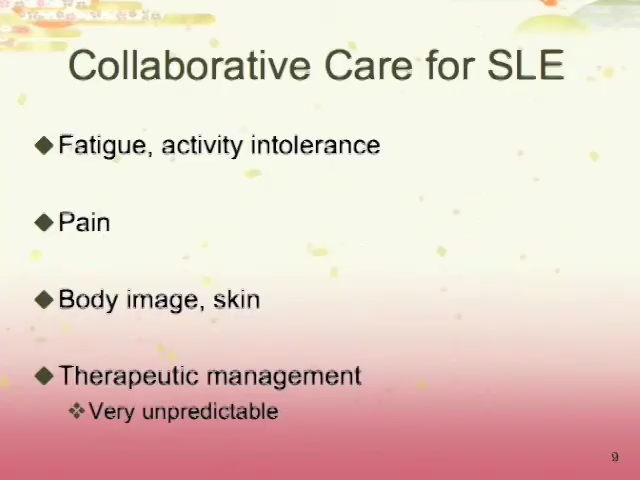 Collaborative Care for SLE
Fatigue, activity intolerance
Pain
Body image, skin
Therapeutic management
Very unpredictable
9